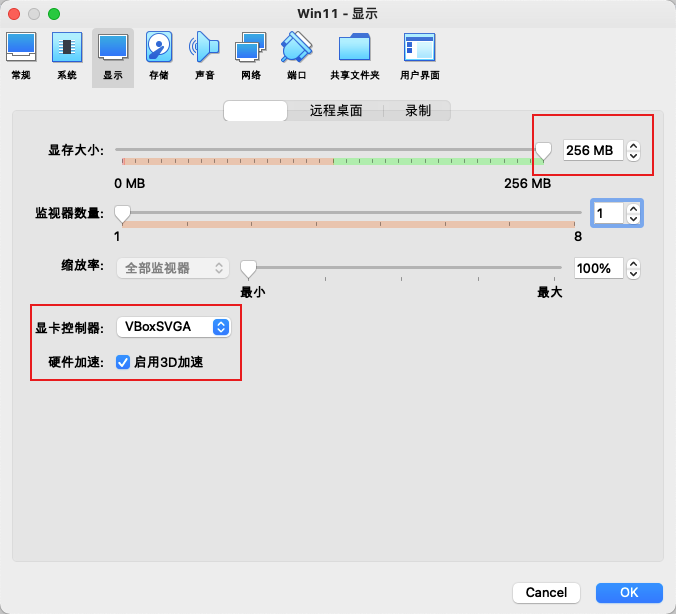 Win11 - 显示
常规 系统 显示 存储 声音 网络 端口 共享文件夹 用户界面
远程桌面 录制
显存大小: 256 MB
0 MB 256 MB
监视器数量: 1
1 8
缩放率: 全部监视器 100%
最小 最大
显卡控制器: VBoxSVGA
硬件加速: 启用3D加速
Cancel OK